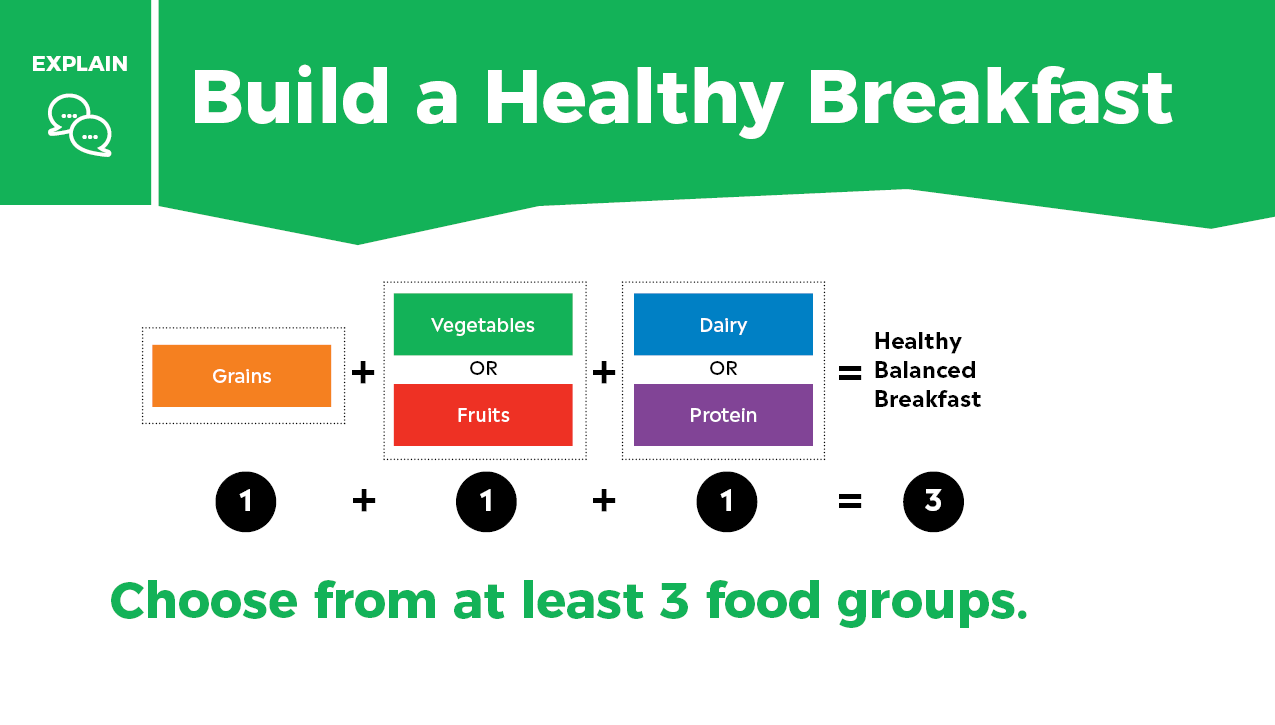 EXPLAIN
Build a Healthy Breakfast
Grains
+
Vegetables
OR
Fruits
+
Dairy
OR
Protein
=
Healthy
Balanced
Breakfast
1 + 1 + 1 = 3
Choose from at least 3 food groups.